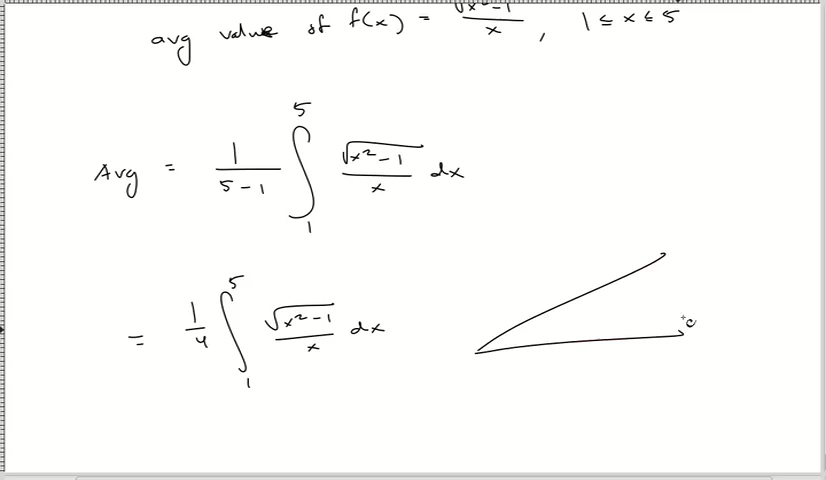 avg value of f(x) = √x²-1 / x , 1 ≤ x ≤ 5
Avg = 1/(5-1) ∫₁⁵ √(x²-1)/x dx
= 1/4 ∫₁⁵ √(x²-1)/x dx